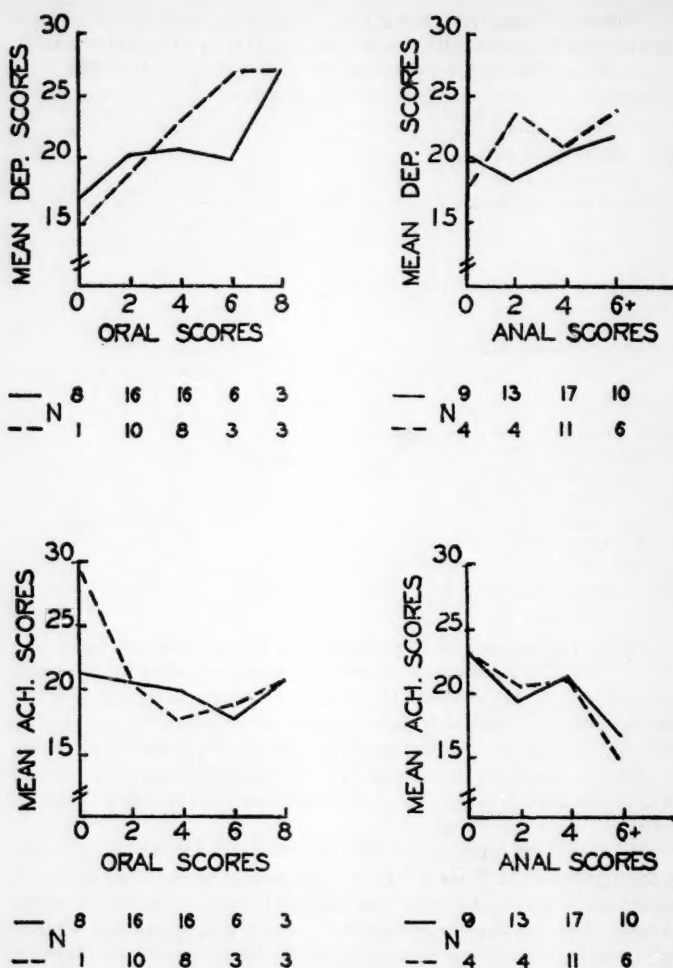 MEAN DEP. SCORES
30
25
20
15
0 2 4 6 8
ORAL SCORES
— N 8 16 16 6 3
-- 1 10 8 3 3
MEAN DEP. SCORES
30
25
20
15
0 2 4 6+
ANAL SCORES
— N 9 13 17 10
-- 4 4 11 6
MEAN ACH. SCORES
30
25
20
15
0 2 4 6 8
ORAL SCORES
— N 8 16 16 6 3
-- 1 10 8 3 3
MEAN ACH. SCORES
30
25
20
15
0 2 4 6+
ANAL SCORES
— N 9 13 17 10
-- 4 4 11 6